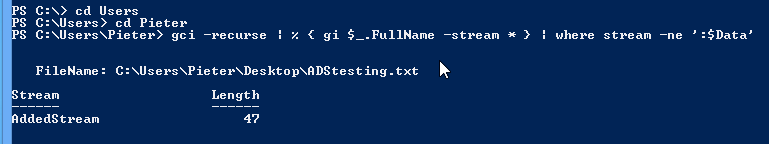 PS C:\> cd Users
PS C:\Users> cd Pieter
PS C:\Users\Pieter> gci -recurse | % { gi $_.FullName -stream * } | where stream -ne ':$Data'
FileName: C:\Users\Pieter\Desktop\ADStesting.txt
Stream Length
------ ------
AddedStream 47